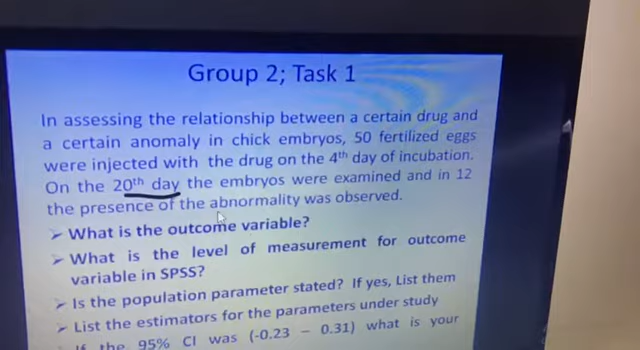 Group 2; Task 1
In assessing the relationship between a certain drug and
a certain anomaly in chick embryos, 50 fertilized eggs
were injected with the drug on the 4th day of incubation.
On the 20th day the embryos were examined and in 12
the presence of the abnormality was observed.
➤ What is the outcome variable?
➤ What is the level of measurement for outcome
variable in SPSS?
➤ Is the population parameter stated? If yes, List them
➤ List the estimators for the parameters under study
If the 95% CI was (-0.23 – 0.31) what is your